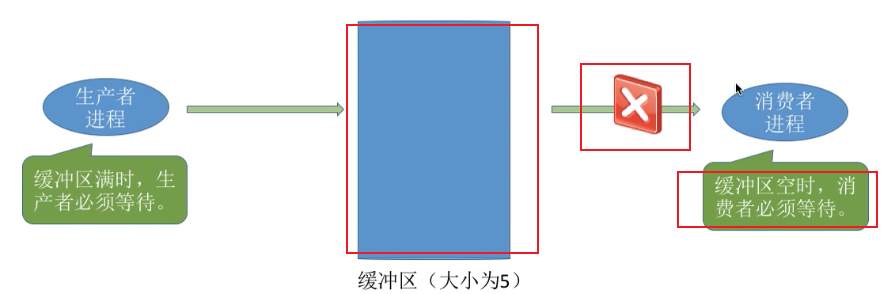 生产者
进程
消费者
进程
缓冲区满时，生
产者必须等待。
缓冲区空时，消
费者必须等待。
缓冲区（大小为5）